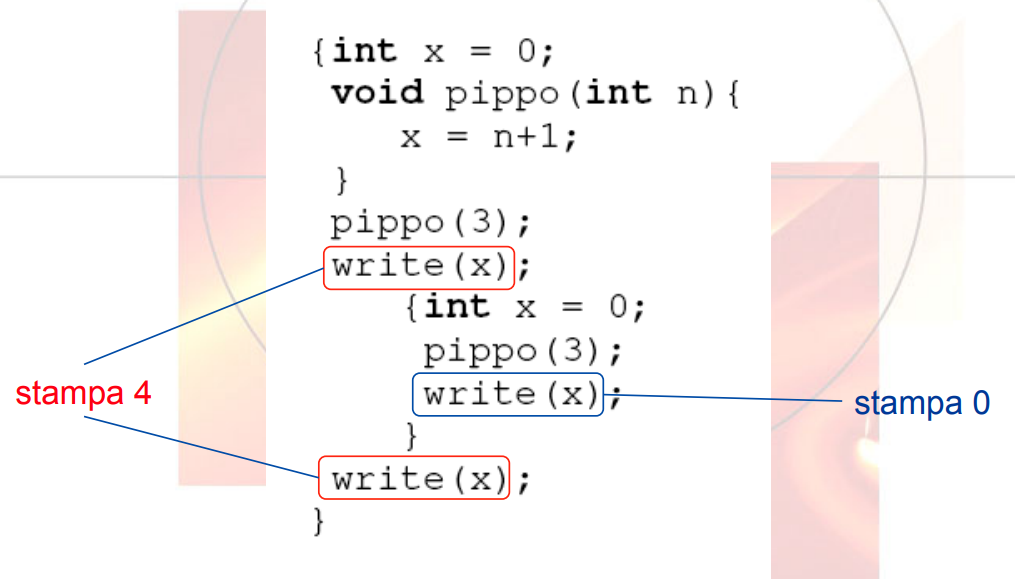 {int x = 0;
void pippo(int n){
x = n+1;
}
pippo(3);
write(x);
{int x = 0;
pippo(3);
write(x);
}
write(x);
}
stampa 4
stampa 0